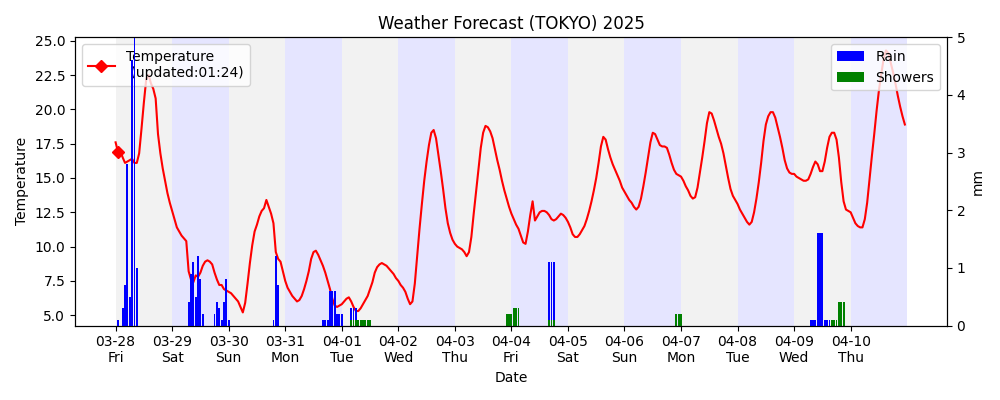 Weather Forecast (TOKYO) 2025
Temperature
(updated:01:24)
Rain
Showers
25.0
22.5
20.0
17.5
15.0
12.5
10.0
7.5
5.0
Temperature
5
4
3
2
1
0
mm
03-28 03-29 03-30 03-31 04-01 04-02 04-03 04-04 04-05 04-06 04-07 04-08 04-09 04-10
Fri Sat Sun Mon Tue Wed Thu Fri Sat Sun Mon Tue Wed Thu
Date